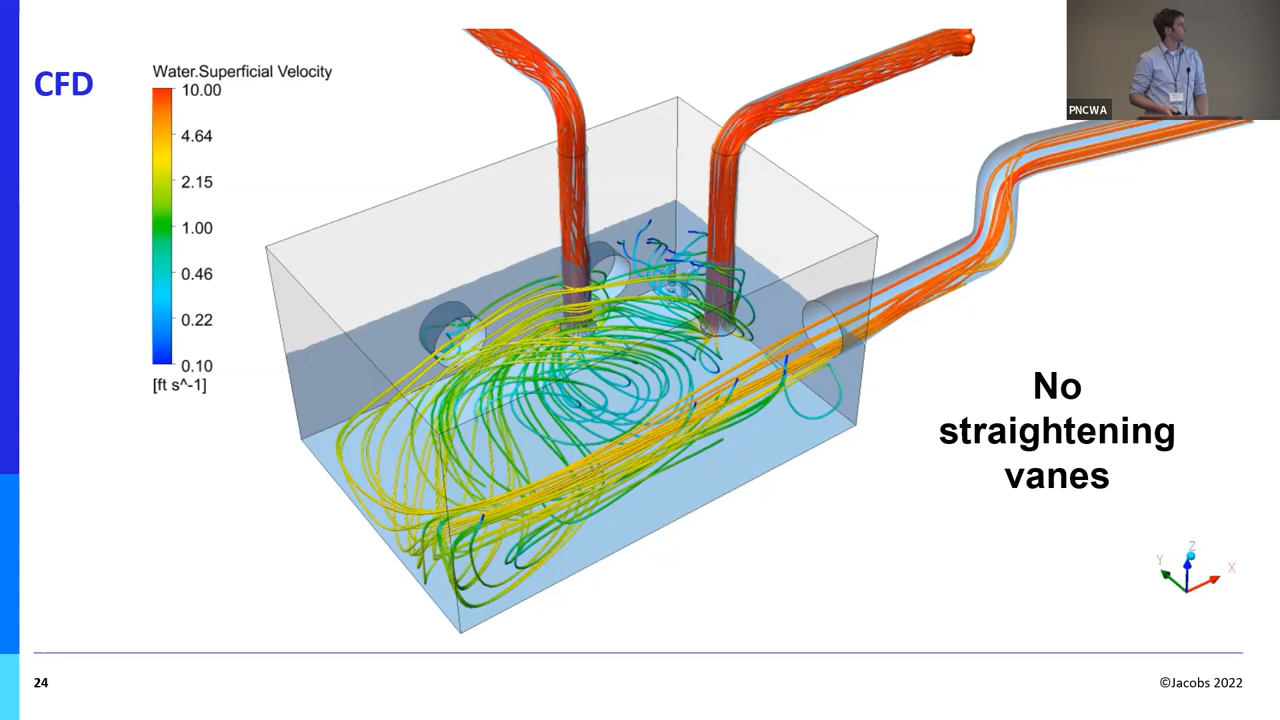 CFD
Water.Superficial Velocity
10.00
4.64
2.15
1.00
0.46
0.22
0.10
[ft s^-1]
PNCWA
No
straightening
vanes
Z
Y
X
24
©Jacobs 2022